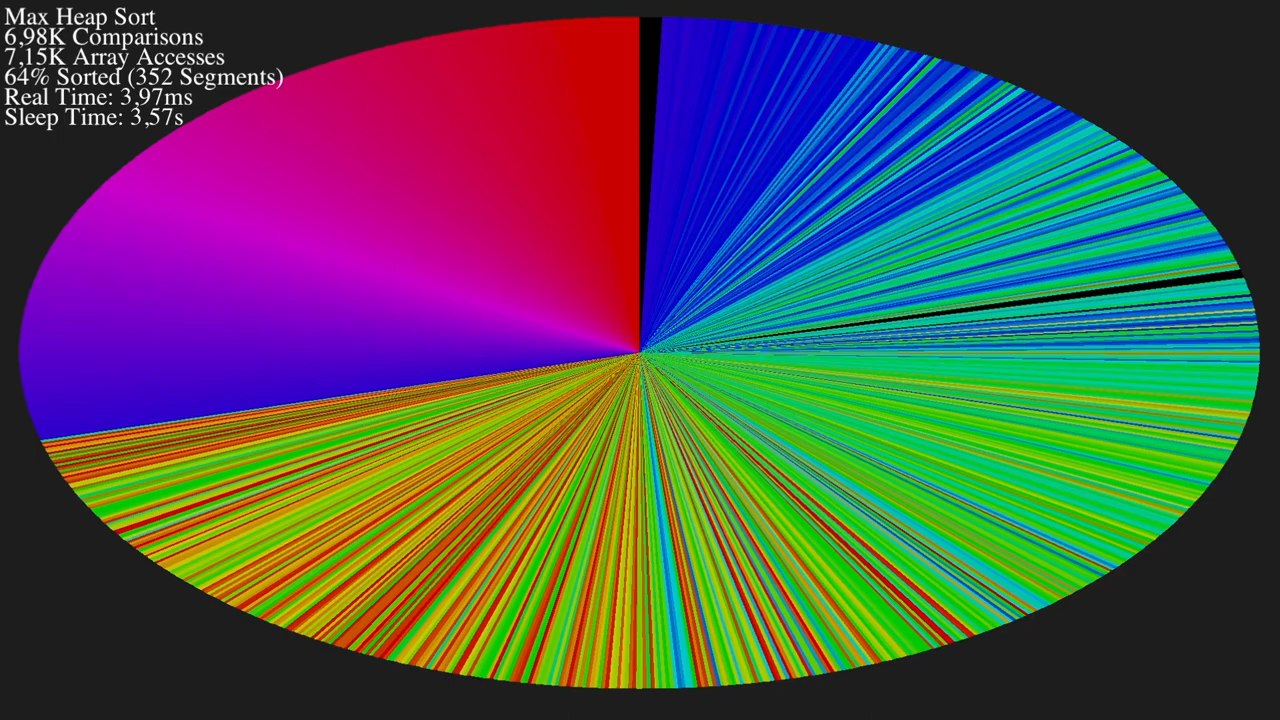 Max Heap Sort
6,98K Comparisons
7,15K Array Accesses
64% Sorted (352 Segments)
Real Time: 3,97ms
Sleep Time: 3,57s